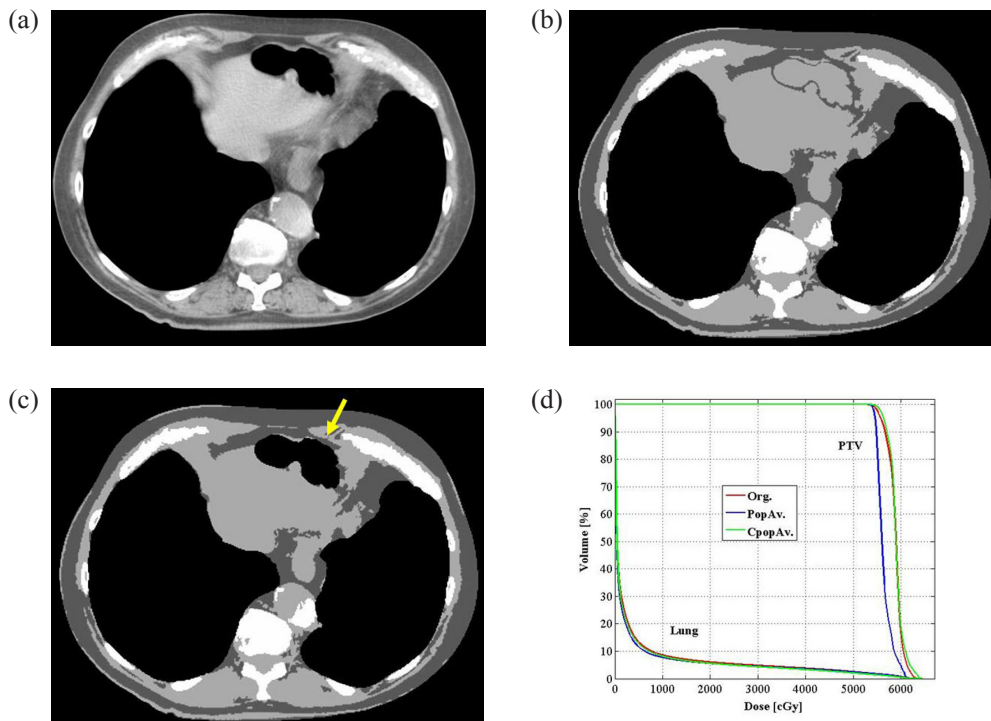 (a)
(b)
(c)
(d)
100
90
80
70
60
50
40
30
20
10
0
Volume [%]
PTV
Org.
PopAv.
CpopAv.
Lung
0 1000 2000 3000 4000 5000 6000
Dose [cGy]